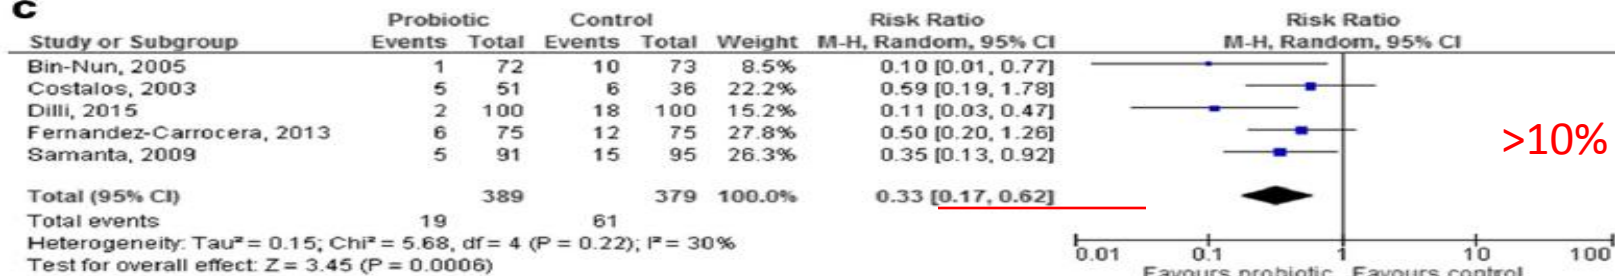 c
Probiotic Control Risk Ratio Risk Ratio
Study or Subgroup Events Total Events Total Weight M-H, Random, 95% CI M-H, Random, 95% CI
Bin-Nun, 2005 1 72 10 73 8.5% 0.10 [0.01, 0.77]
Costalos, 2003 5 51 6 36 22.2% 0.59 [0.19, 1.78]
Dilli, 2015 2 100 18 100 15.2% 0.11 [0.03, 0.47]
Fernandez-Carrocera, 2013 6 75 12 75 27.8% 0.50 [0.20, 1.26]
Samanta, 2009 5 91 15 95 26.3% 0.35 [0.13, 0.92]
>10%
Total (95% CI) 389 379 100.0% 0.33 [0.17, 0.62]
Total events 19 61
Heterogeneity: Tau² = 0.15; Chi² = 5.68, df = 4 (P = 0.22); I² = 30%
Test for overall effect: Z = 3.45 (P = 0.0006)
0.01 0.1 1 10 100
Favours probiotic Favours control